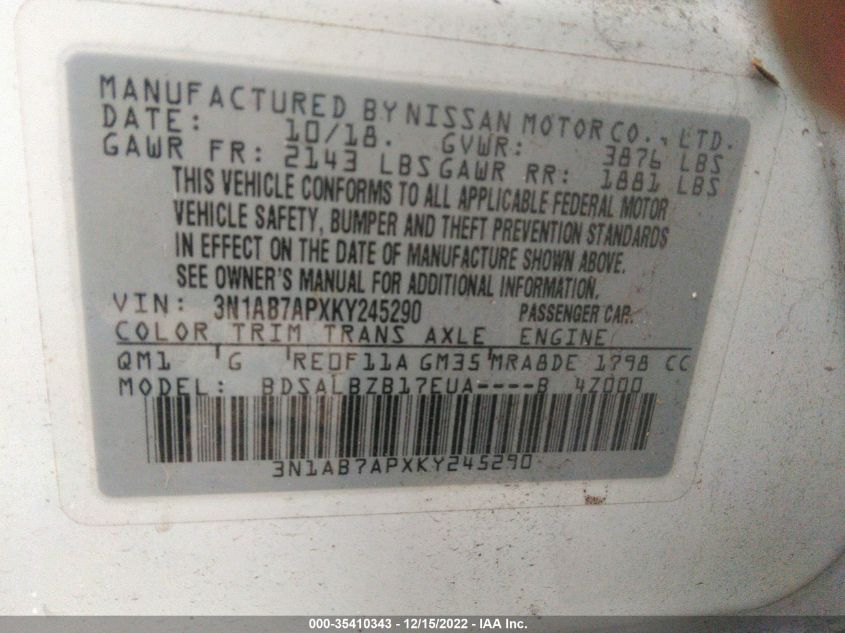 MANUFACTURED BY NISSAN MOTOR CO., LTD.
DATE: 10/18. GVWR: 3876 LBS
GAWR FR: 2143 LBS GAWR RR: 1881 LBS
THIS VEHICLE CONFORMS TO ALL APPLICABLE FEDERAL MOTOR
VEHICLE SAFETY, BUMPER AND THEFT PREVENTION STANDARDS
IN EFFECT ON THE DATE OF MANUFACTURE SHOWN ABOVE.
SEE OWNER'S MANUAL FOR ADDITIONAL INFORMATION.
VIN: 3N1AB7APXKY245290 PASSENGER CAR.
COLOR TRIM TRANS AXLE ENGINE
QM1 G RE0F11A GM35 MRA8DE 1798 CC
MODEL: BDSALBZB17EUA----B 4Z000
3N1AB7APXKY245290
000-35410343 - 12/15/2022 - IAA Inc.